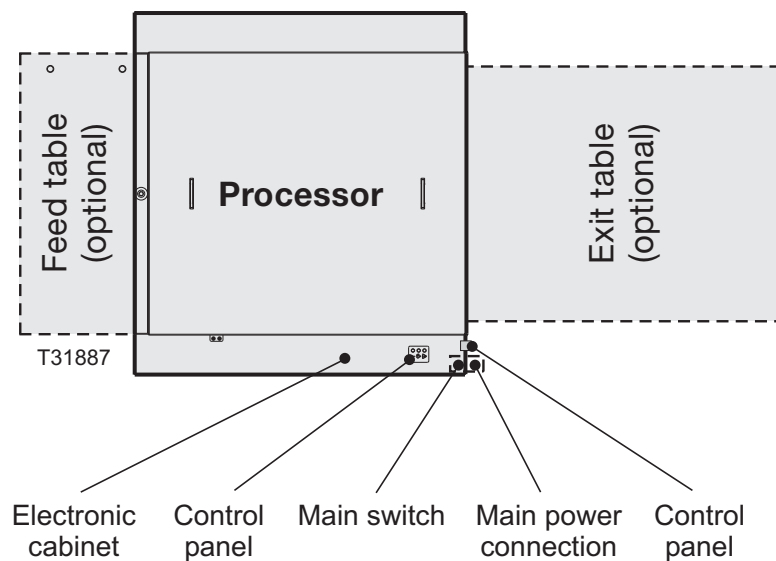 Feed table
(optional)
Processor
Exit table
(optional)
T31887
Electronic
cabinet
Control
panel
Main switch
Main power
connection
Control
panel